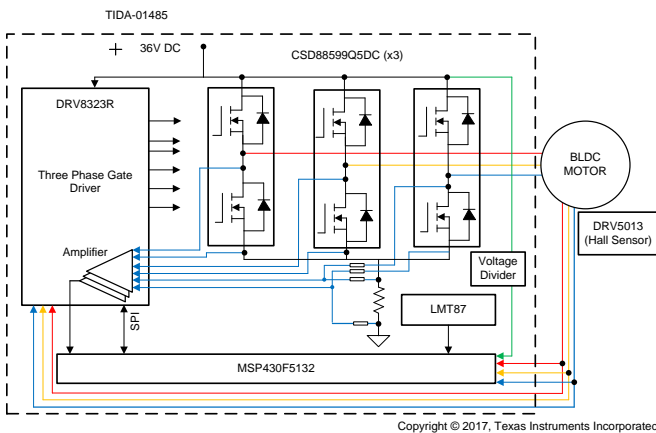 TIDA-01485
+ 36V DC
CSD88599Q5DC (x3)
DRV8323R
Three Phase Gate
Driver
Amplifier
SPI
BLDC
MOTOR
DRV5013
(Hall Sensor)
Voltage
Divider
LMT87
MSP430F5132
Copyright © 2017, Texas Instruments Incorporated